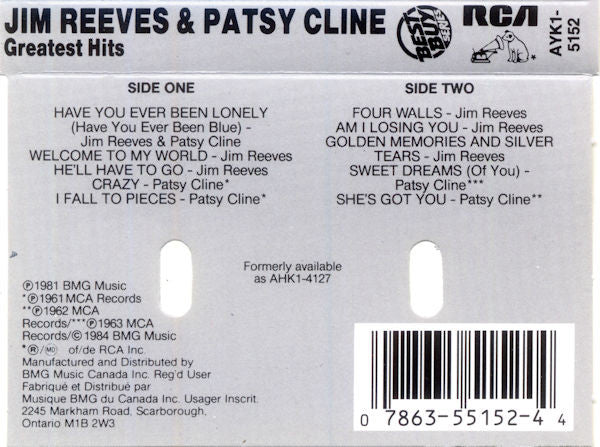 JIM REEVES & PATSY CLINE
Greatest Hits
BEST BUY SERIES
RCA
AYK1-
5152
SIDE ONE
HAVE YOU EVER BEEN LONELY
(Have You Ever Been Blue) -
Jim Reeves & Patsy Cline
WELCOME TO MY WORLD - Jim Reeves
HE'LL HAVE TO GO - Jim Reeves
CRAZY - Patsy Cline*
I FALL TO PIECES - Patsy Cline*
SIDE TWO
FOUR WALLS - Jim Reeves
AM I LOSING YOU - Jim Reeves
GOLDEN MEMORIES AND SILVER
TEARS - Jim Reeves
SWEET DREAMS (Of You) -
Patsy Cline***
SHE'S GOT YOU - Patsy Cline**
Formerly available
as AHK1-4127
℗1981 BMG Music
*℗1961 MCA Records
**℗1962 MCA
Records/***℗1963 MCA
Records/© 1984 BMG Music
*®/MD of/de RCA Inc.
Manufactured and Distributed by
BMG Music Canada Inc. Reg'd User
Fabriqué et Distribué par
Musique BMG du Canada Inc. Usager Inscrit.
2245 Markham Road, Scarborough,
Ontario M1B 2W3
0 7863-55152-4 4